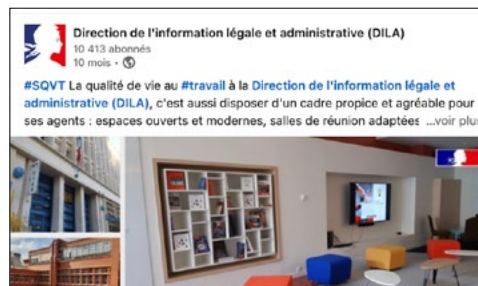 Direction de l'information légale et administrative (DILA)
10 413 abonnés
10 mois •
#SQVT La qualité de vie au #travail à la Direction de l'information légale et
administrative (DILA), c'est aussi disposer d'un cadre propice et agréable pour
ses agents : espaces ouverts et modernes, salles de réunion adaptées ...voir plus